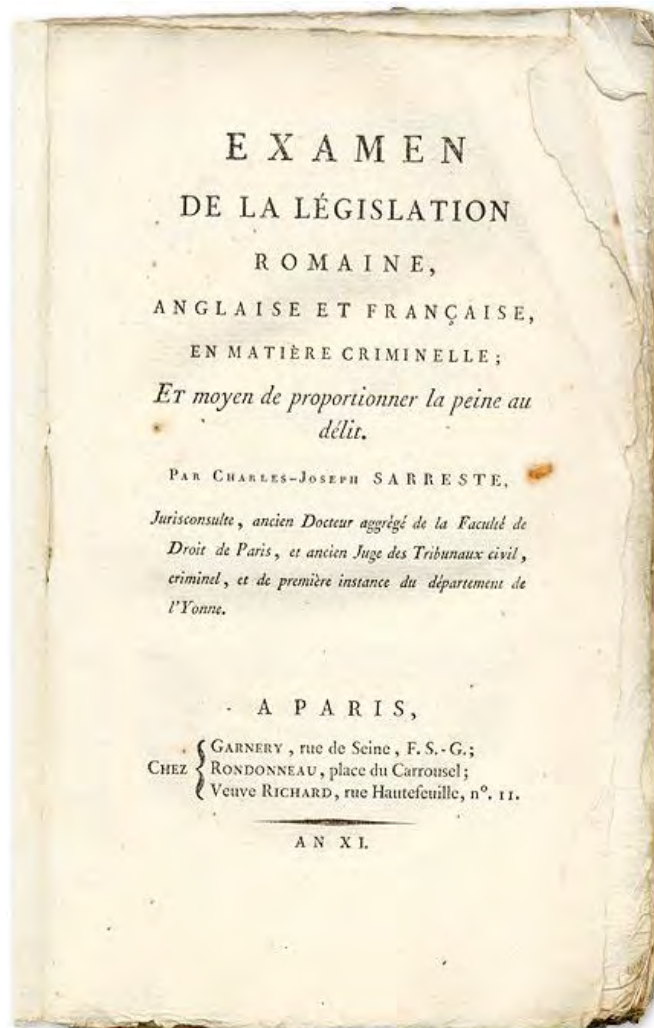 EXAMEN
DE LA LÉGISLATION
ROMAINE,
ANGLAISE ET FRANÇAISE,
EN MATIÈRE CRIMINELLE;
ET moyen de proportionner la peine au
délit.
PAR CHARLES-JOSEPH SARRESTE,
Jurisconsulte, ancien Docteur aggrégé de la Faculté de
Droit de Paris, et ancien Juge des Tribunaux civil,
criminel, et de première instance du département de
l'Yonne.
A PARIS,
CHEZ
GARNERY, rue de Seine, F. S.-G.;
RONDONNEAU, place du Carrousel;
Veuve RICHARD, rue Hautefeuille, n°. 11.
AN XI.